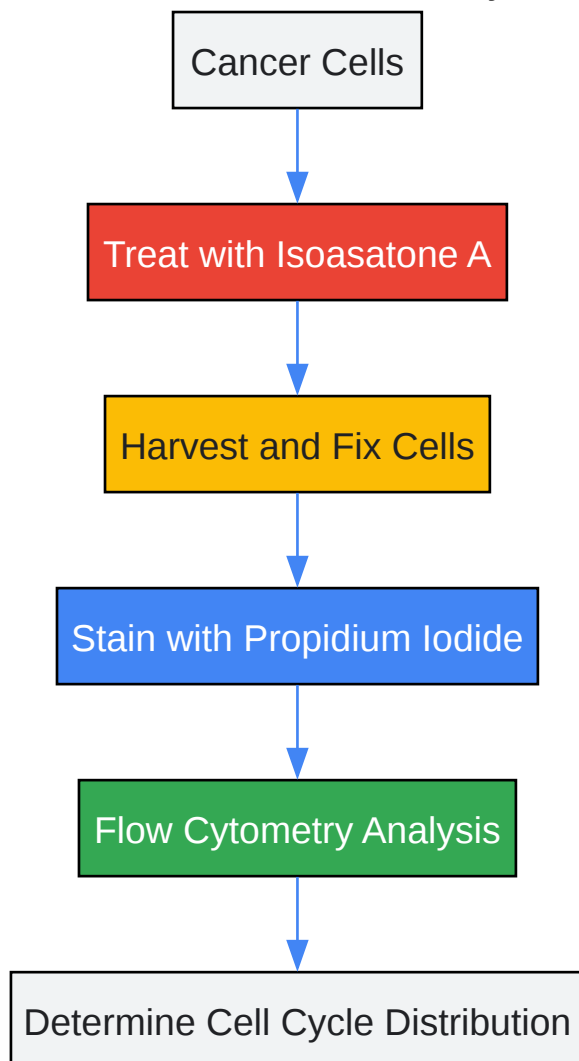 Cancer Cells
Treat with Isoasatone A
Harvest and Fix Cells
Stain with Propidium Iodide
Flow Cytometry Analysis
Determine Cell Cycle Distribution